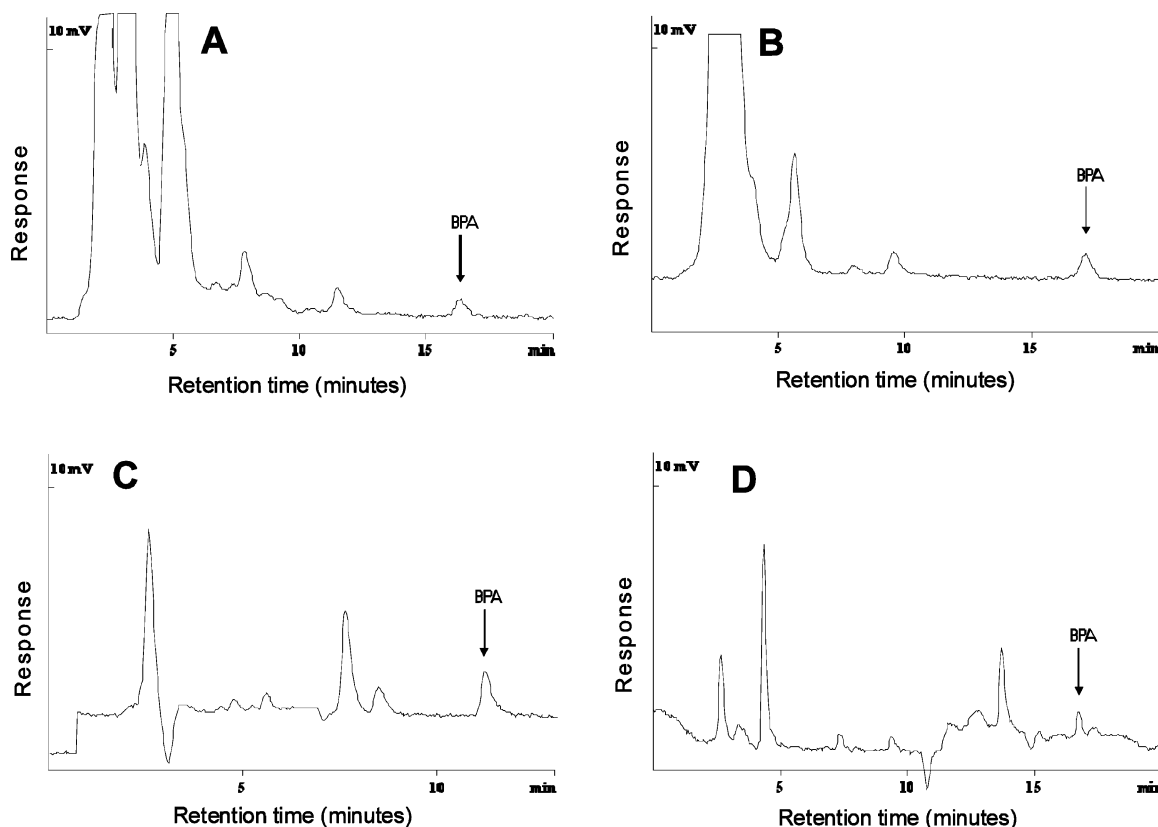 10 mV
A
BPA
Response
5
10
15
min
Retention time (minutes)
10 mV
B
BPA
Response
5
10
15
min
Retention time (minutes)
10 mV
C
BPA
Response
5
10
min
Retention time (minutes)
10 mV
D
BPA
Response
5
10
15
min
Retention time (minutes)